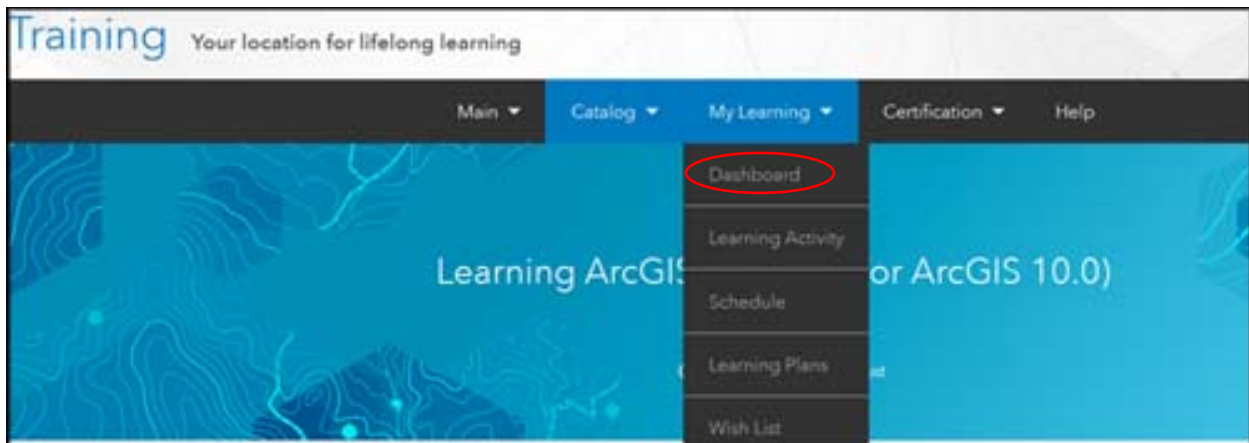 Training Your location for lifelong learning
Main Catalog My Learning Certification Help
Dashboard
Learning Activity
Learning ArcGIS or ArcGIS 10.0)
Schedule
Learning Plans
Wish List